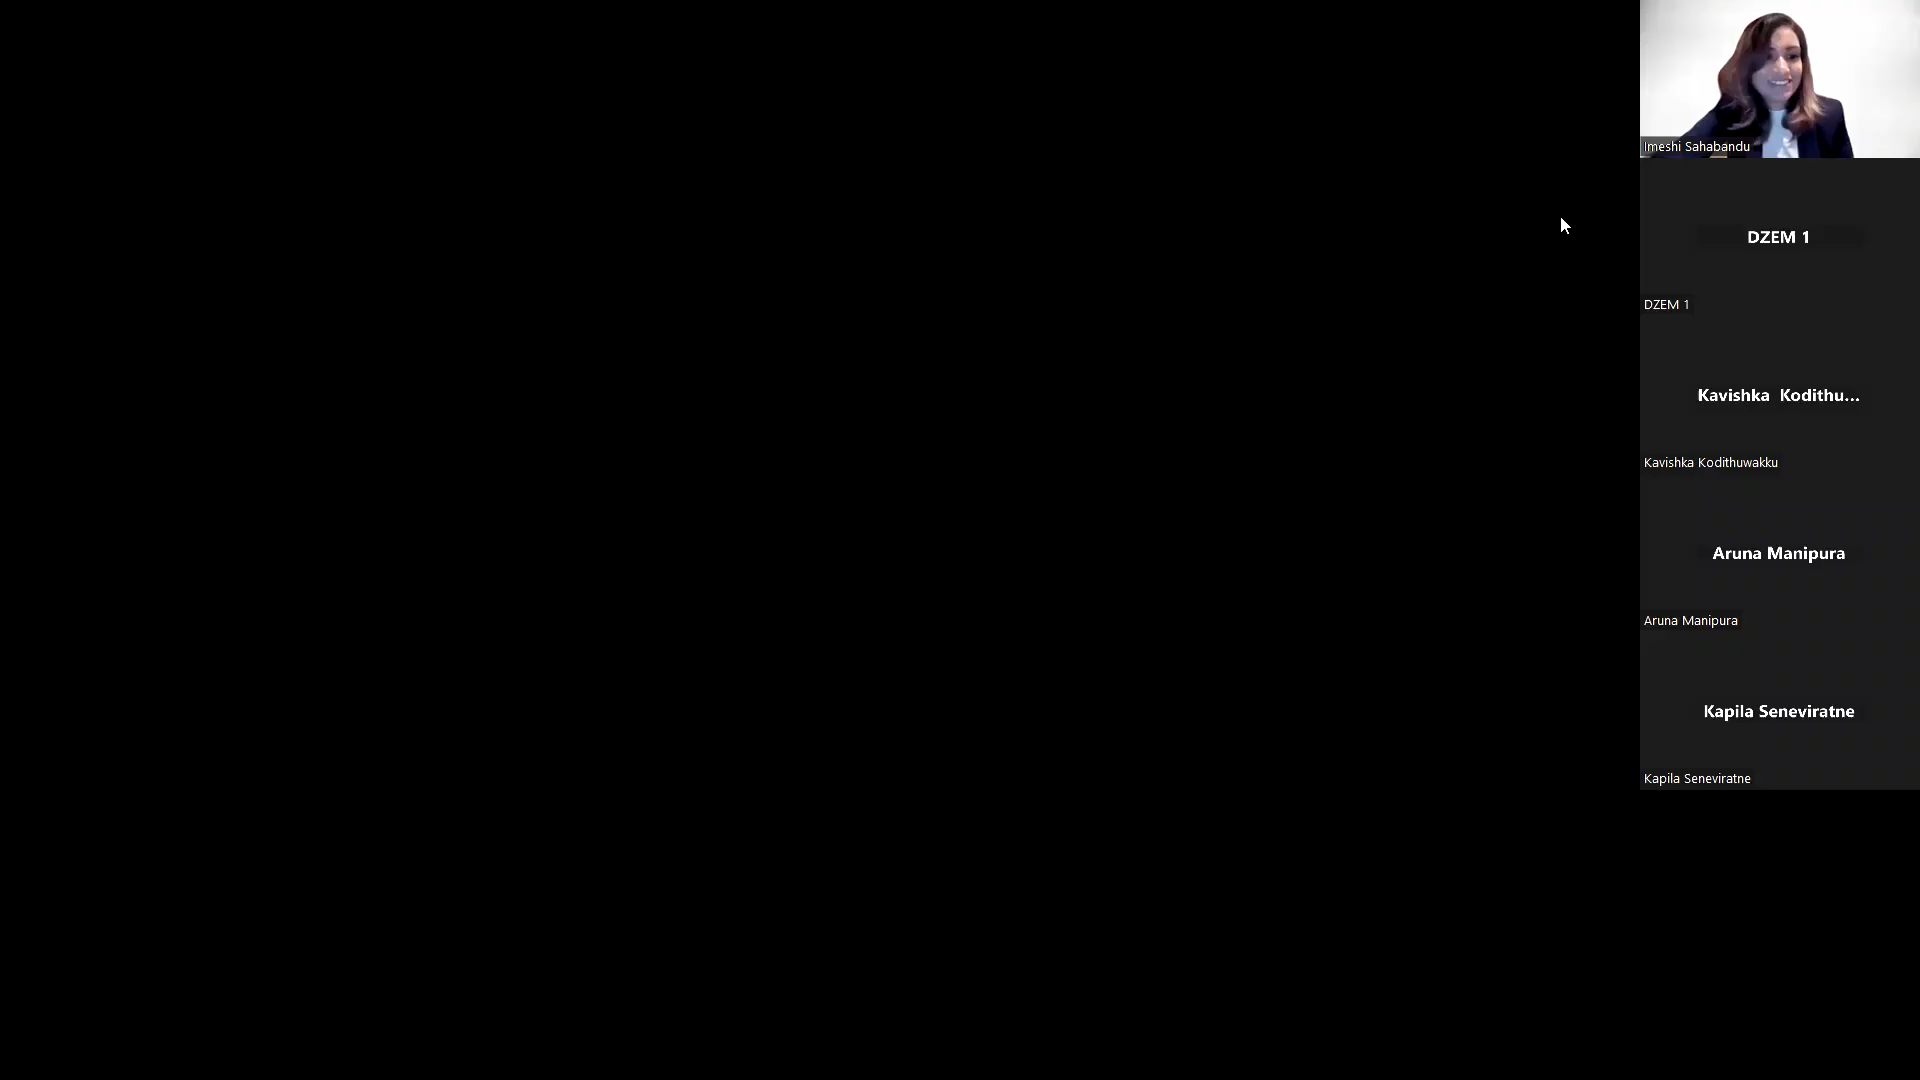 Imeshi Sahabandu
DZEM 1
DZEM 1
Kavishka Kodithu...
Kavishka Kodithuwakku
Aruna Manipura
Aruna Manipura
Kapila Seneviratne
Kapila Seneviratne